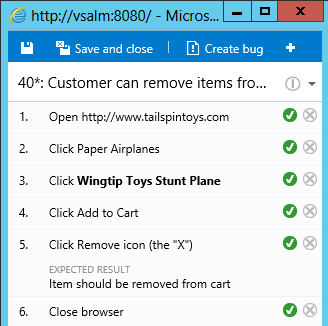 http://vsalm:8080/ - Micros...
Save and close
Create bug
40*: Customer can remove items fro...
1. Open http://www.tailspintoys.com
2. Click Paper Airplanes
3. Click Wingtip Toys Stunt Plane
4. Click Add to Cart
5. Click Remove icon (the "X")
EXPECTED RESULT
Item should be removed from cart
6. Close browser